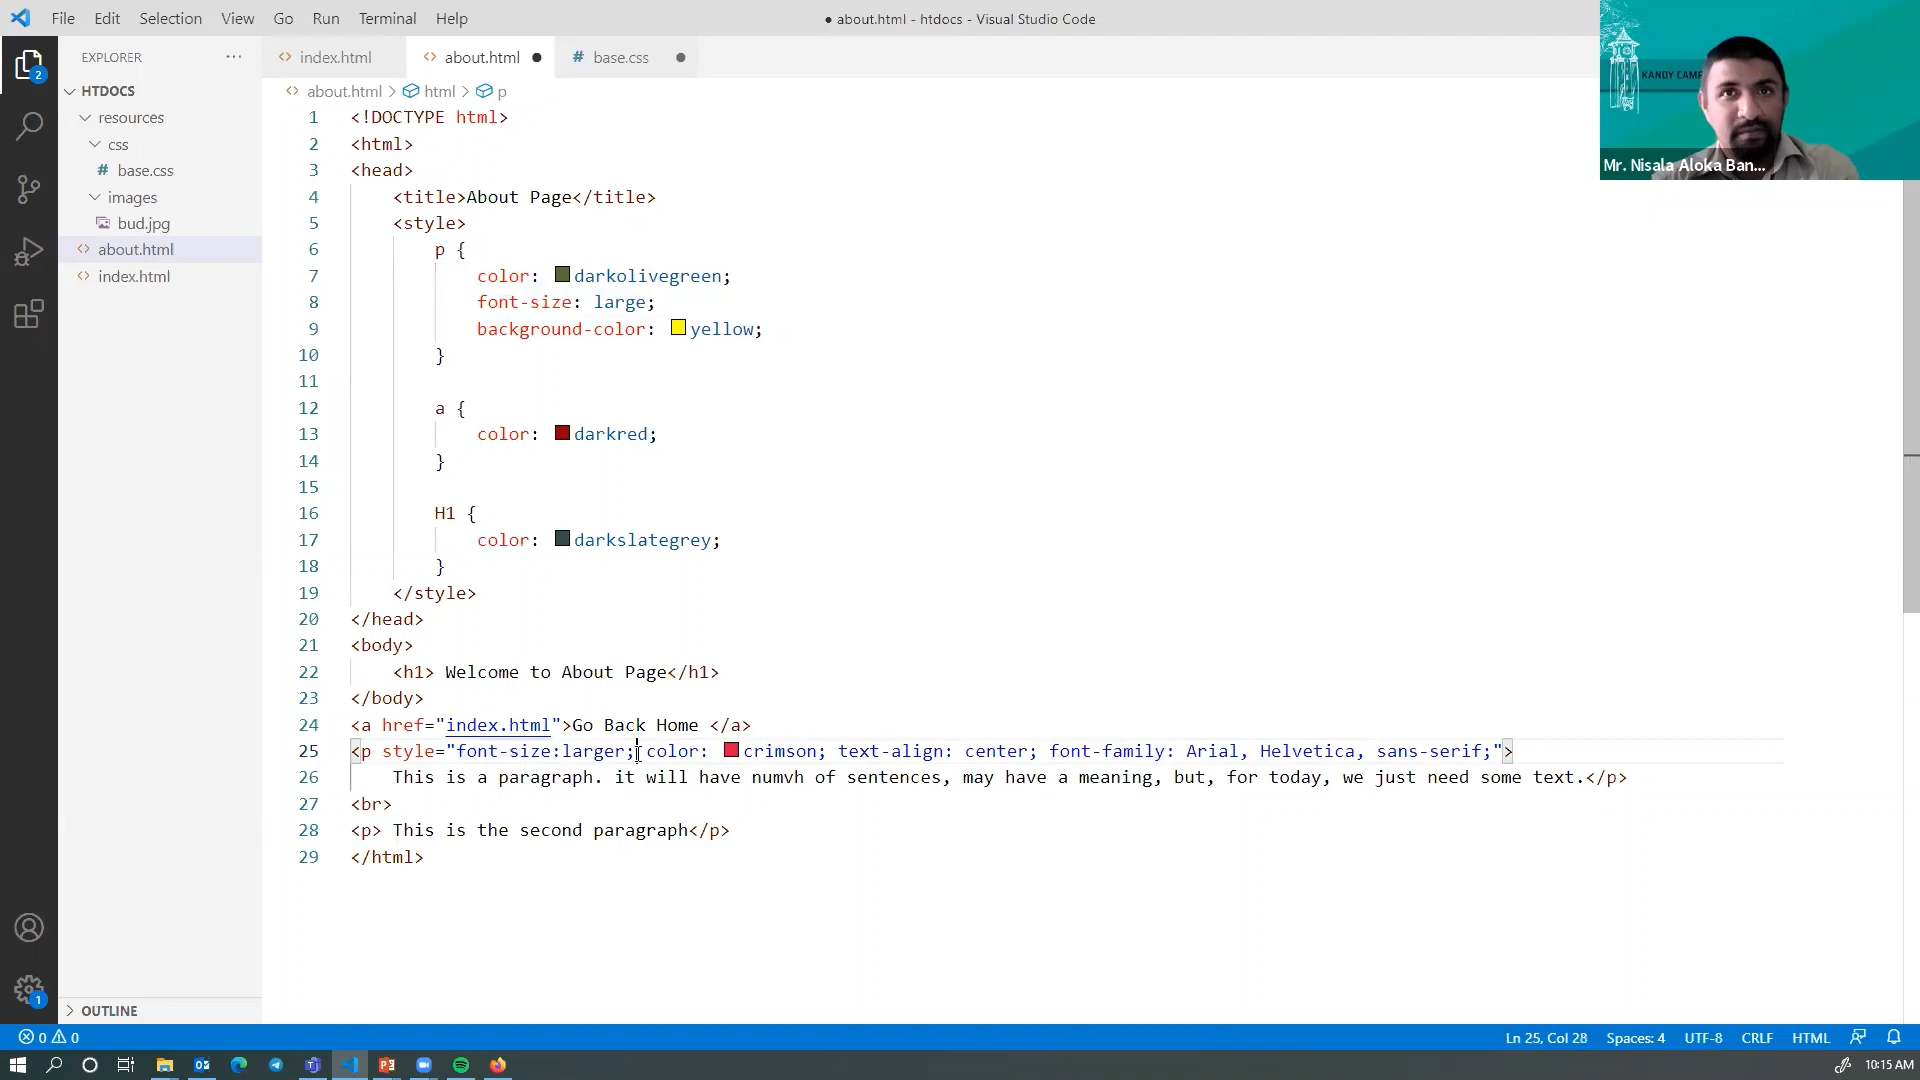 File Edit Selection View Go Run Terminal Help
● about.html - htdocs - Visual Studio Code
EXPLORER ···
HTDOCS
resources
css
# base.css
images
bud.jpg
<> about.html
<> index.html
OUTLINE
<> index.html
<> about.html ●
# base.css ●
<> about.html > html > p
1 <!DOCTYPE html>
2 <html>
3 <head>
4 <title>About Page</title>
5 <style>
6 p {
7 color: darkolivegreen;
8 font-size: large;
9 background-color: yellow;
10 }
11
12 a {
13 color: darkred;
14 }
15
16 H1 {
17 color: darkslategrey;
18 }
19 </style>
20 </head>
21 <body>
22 <h1> Welcome to About Page</h1>
23 </body>
24 <a href="index.html">Go Back Home </a>
25 <p style="font-size:larger; color: crimson; text-align: center; font-family: Arial, Helvetica, sans-serif;">
26 This is a paragraph. it will have numvh of sentences, may have a meaning, but, for today, we just need some text.</p>
27 <br>
28 <p> This is the second paragraph</p>
29 </html>
KANDY
Mr. Nisala Aloka Ban...
2
1
0 0
Ln 25, Col 28 Spaces: 4 UTF-8 CRLF HTML
10:15 AM